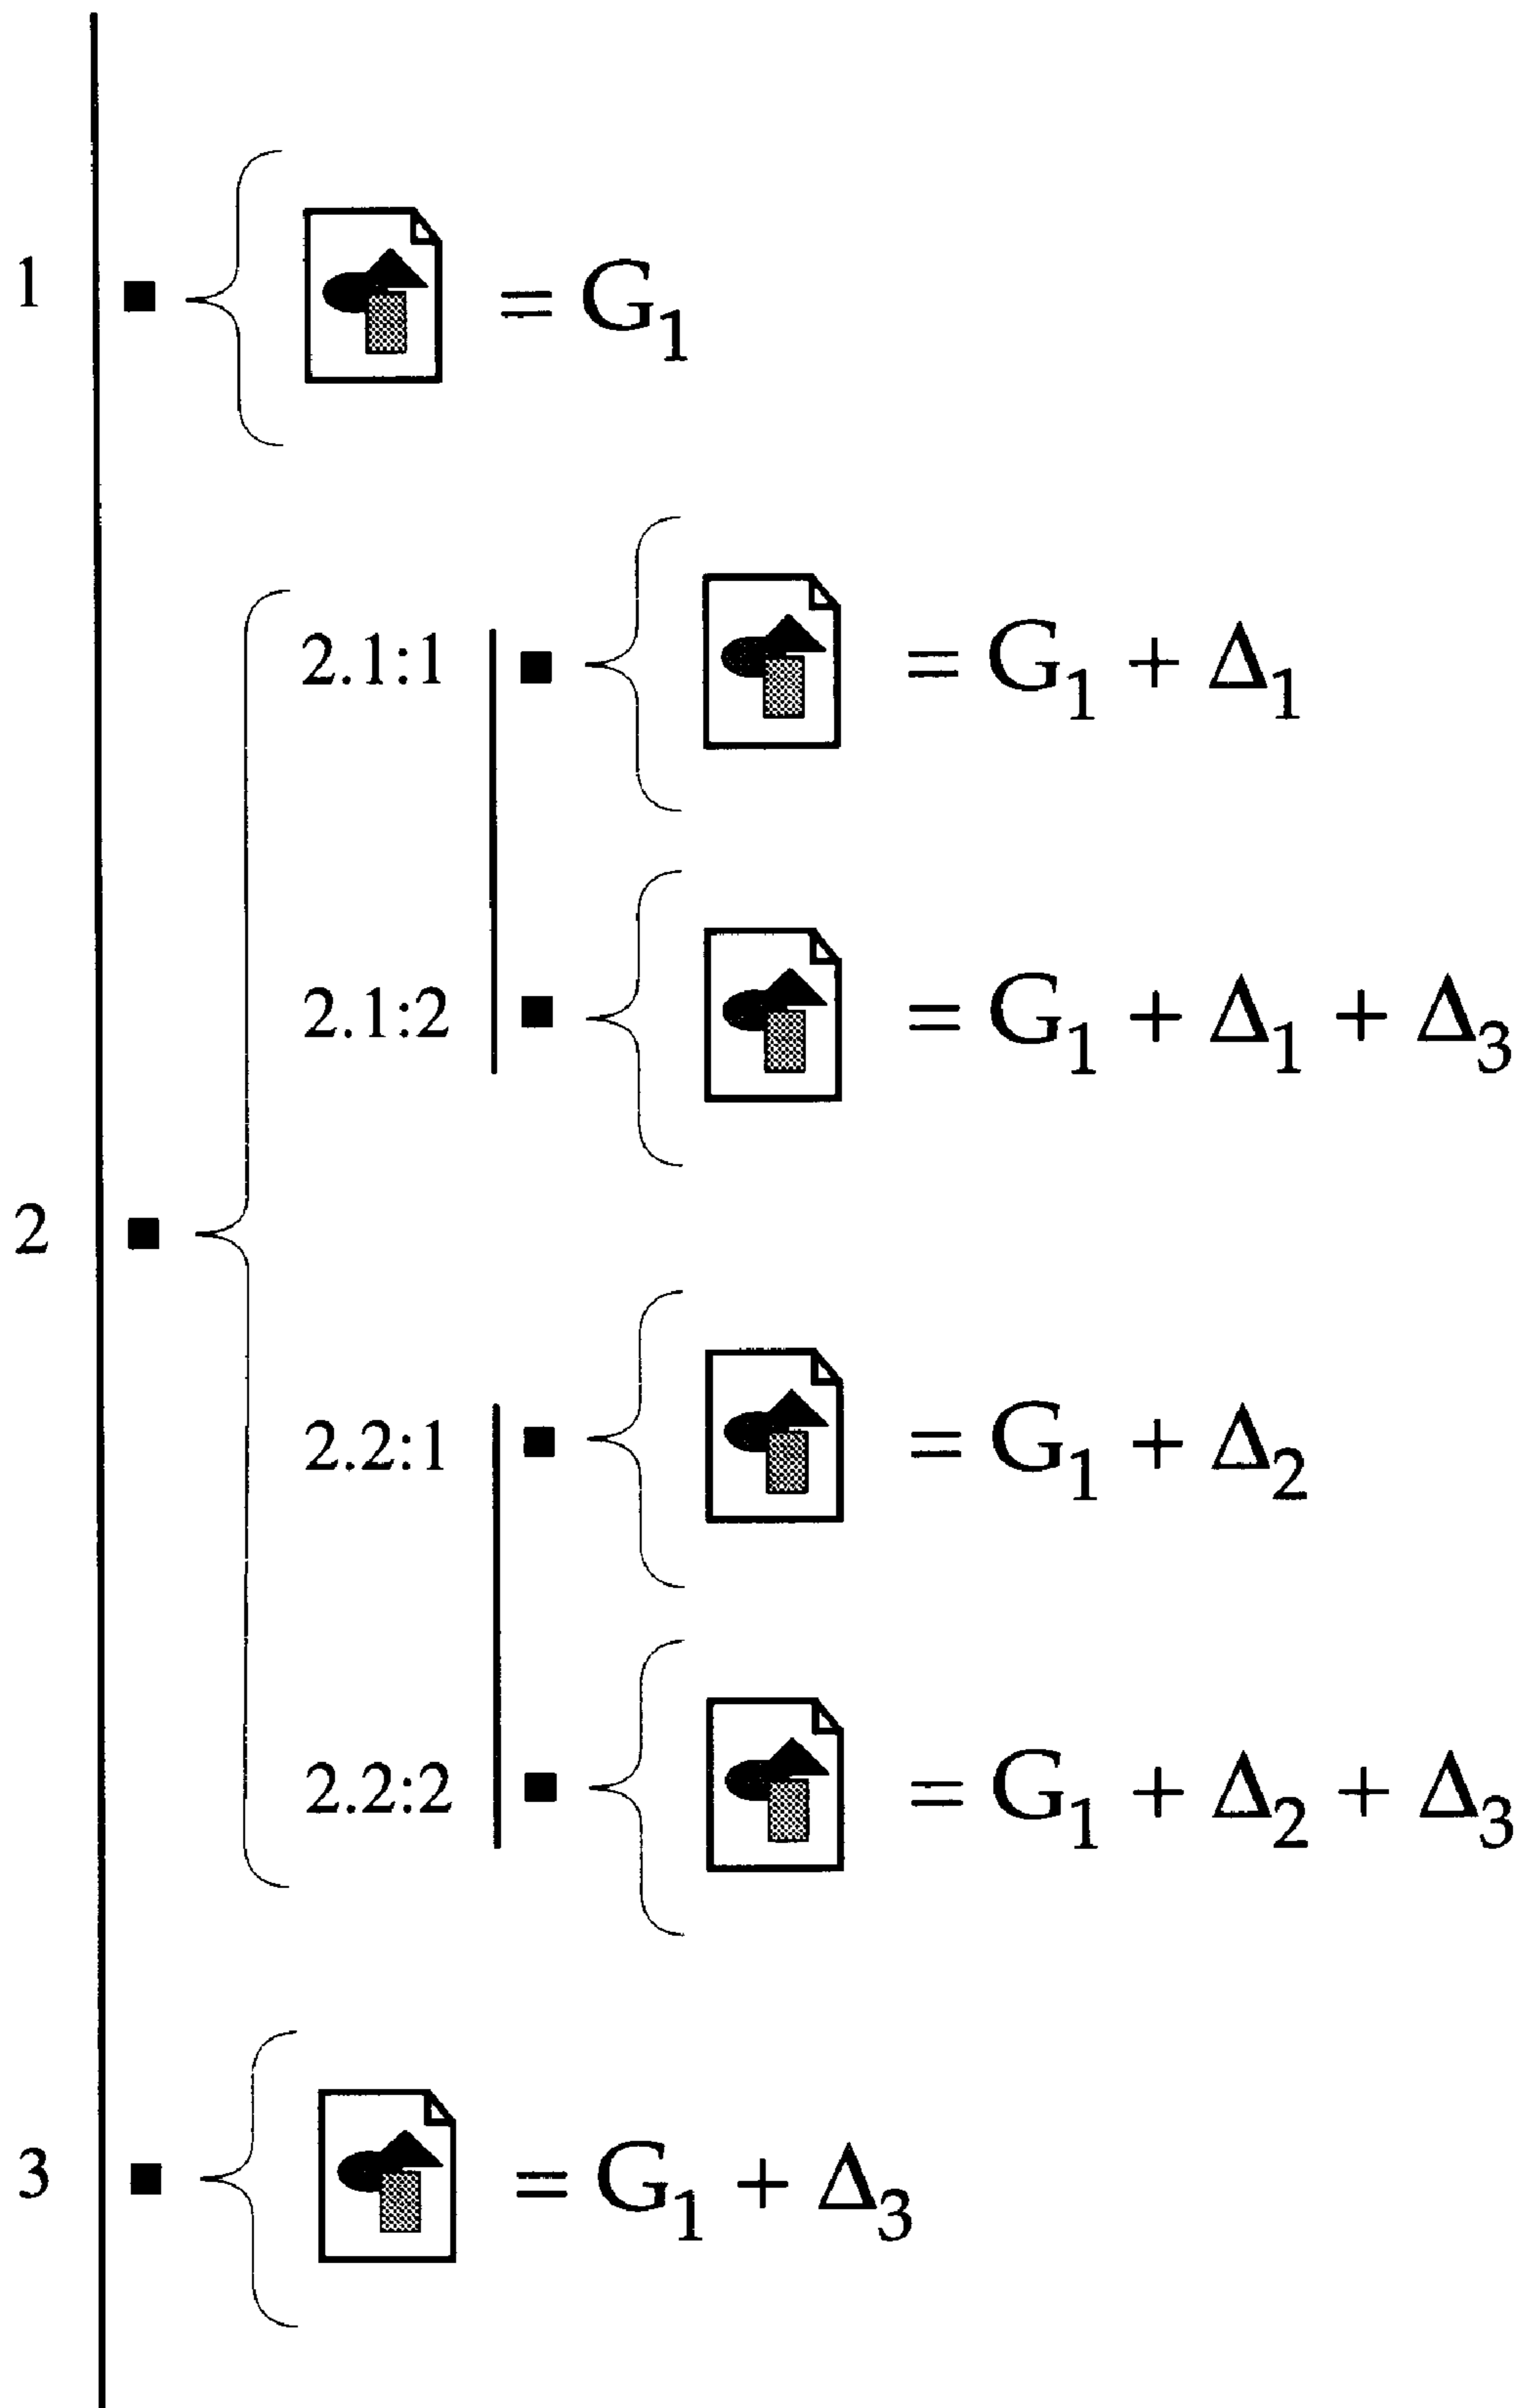 1 = G₁
2.1:1 = G₁ + Δ₁
2.1:2 = G₁ + Δ₁ + Δ₃
2
2.2:1 = G₁ + Δ₂
2.2:2 = G₁ + Δ₂ + Δ₃
3 = G₁ + Δ₃